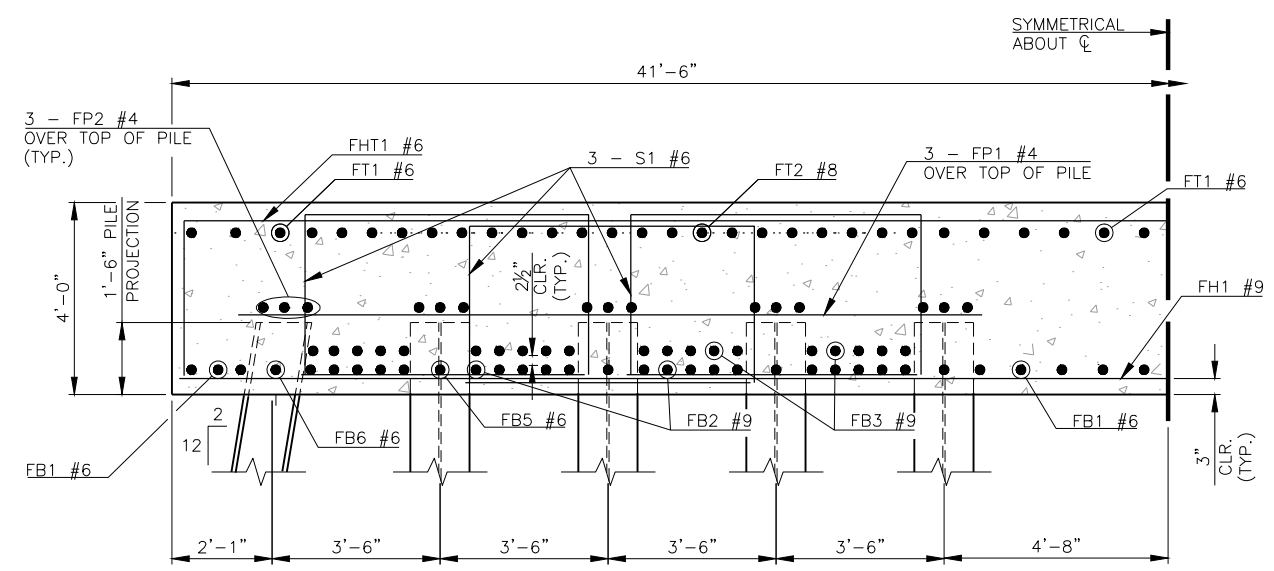 SYMMETRICAL
ABOUT ℄
41'-6"
3 - FP2 #4
OVER TOP OF PILE
(TYP.)
FHT1 #6
FT1 #6
3 - S1 #6
FT2 #8
3 - FP1 #4
OVER TOP OF PILE
FT1 #6
4'-0"
1'-6" PILE
PROJECTION
2½"
CLR.
(TYP.)
FH1 #9
2
12
FB1 #6
FB6 #6
FB5 #6
FB2 #9
FB3 #9
FB1 #6
3"
CLR.
(TYP.)
2'-1"
3'-6"
3'-6"
3'-6"
3'-6"
4'-8"